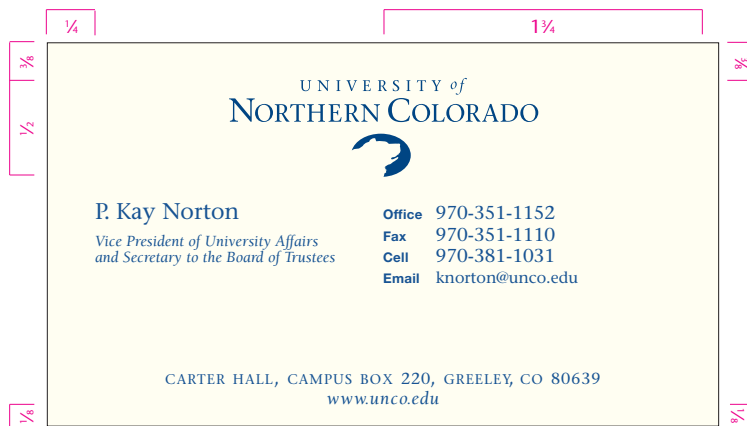 ¼ 1¾
⅜ ⅜
½
UNIVERSITY of
NORTHERN COLORADO
P. Kay Norton
Vice President of University Affairs
and Secretary to the Board of Trustees
Office 970-351-1152
Fax 970-351-1110
Cell 970-381-1031
Email knorton@unco.edu
CARTER HALL, CAMPUS BOX 220, GREELEY, CO 80639
www.unco.edu
⅛ ⅛